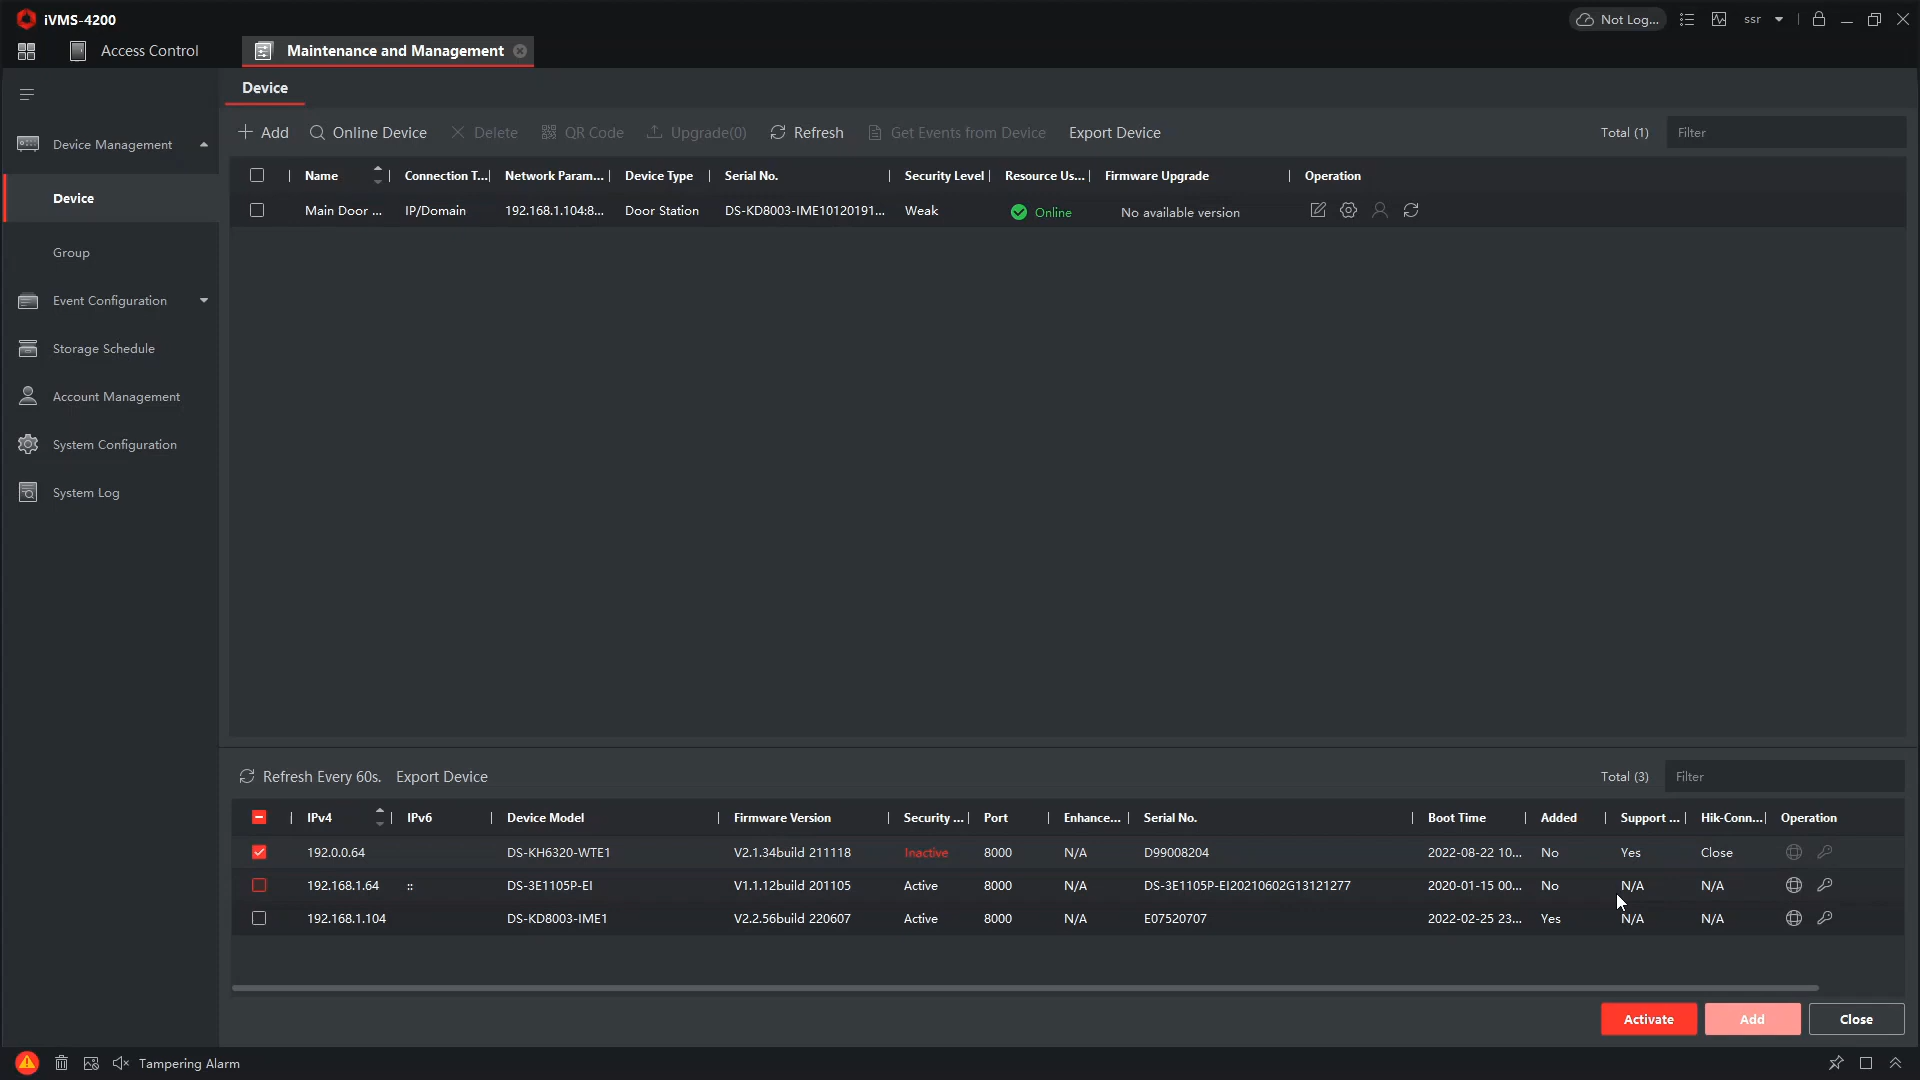 iVMS-4200
Not Log...
ssr
Access Control
Maintenance and Management
Device
Add
Online Device
Delete
QR Code
Upgrade(0)
Refresh
Get Events from Device
Export Device
Total (1)
Filter
Device Management
Device
Group
Event Configuration
Storage Schedule
Account Management
System Configuration
System Log
Name | Connection T...| Network Param...| Device Type | Serial No. | Security Level | Resource Us...| Firmware Upgrade | Operation
Main Door ... IP/Domain 192.168.1.104:8... Door Station DS-KD8003-IME10120191... Weak Online No available version
Refresh Every 60s. Export Device
Total (3)
Filter
IPv4 | IPv6 | Device Model | Firmware Version | Security ...| Port | Enhance...| Serial No. | Boot Time | Added | Support ...| Hik-Conn...| Operation
192.0.0.64 DS-KH6320-WTE1 V2.1.34build 211118 Inactive 8000 N/A D99008204 2022-08-22 10... No Yes Close
192.168.1.64 :: DS-3E1105P-EI V1.1.12build 201105 Active 8000 N/A DS-3E1105P-EI20210602G13121277 2020-01-15 00... No N/A N/A
192.168.1.104 DS-KD8003-IME1 V2.2.56build 220607 Active 8000 N/A E07520707 2022-02-25 23... Yes N/A N/A
Activate
Add
Close
Tampering Alarm